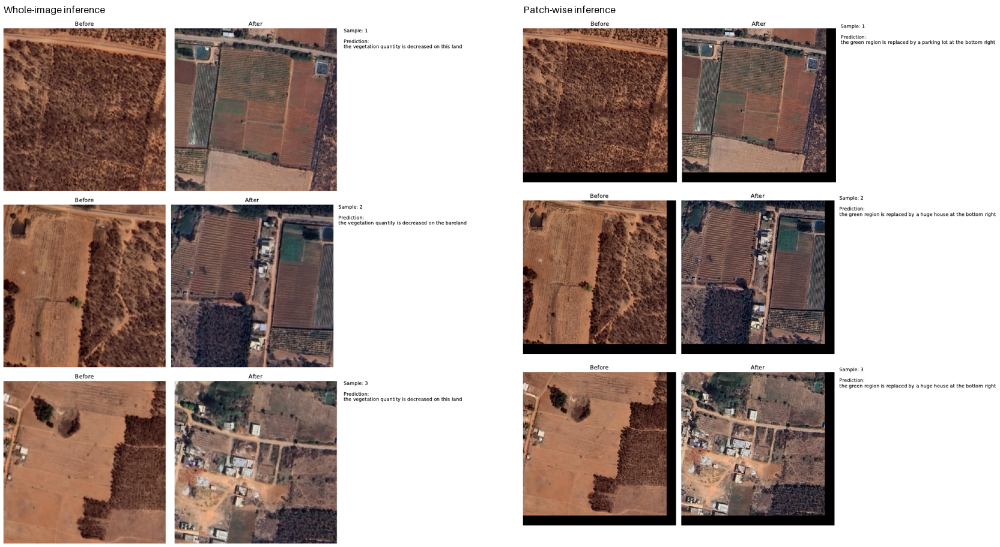 Whole-image inference
Before
After
Sample: 1
Prediction:
the vegetation quantity is decreased on this land
Before
After
Sample: 2
Prediction:
the vegetation quantity is decreased on the bareland
Before
After
Sample: 3
Prediction:
the vegetation quantity is decreased on this land
Patch-wise inference
Before
After
Sample: 1
Prediction:
the green region is replaced by a parking lot at the bottom right
Before
After
Sample: 2
Prediction:
the green region is replaced by a huge house at the bottom right
Before
After
Sample: 3
Prediction:
the green region is replaced by a huge house at the bottom right